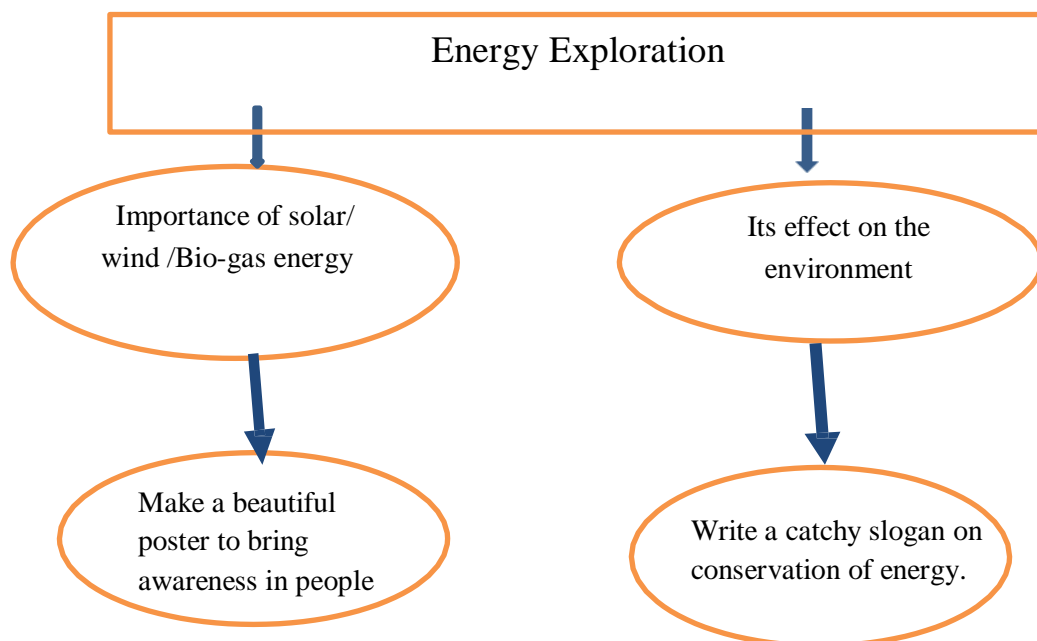 Energy Exploration
Importance of solar/
wind /Bio-gas energy
Its effect on the
environment
Make a beautiful
poster to bring
awareness in people
Write a catchy slogan on
conservation of energy.